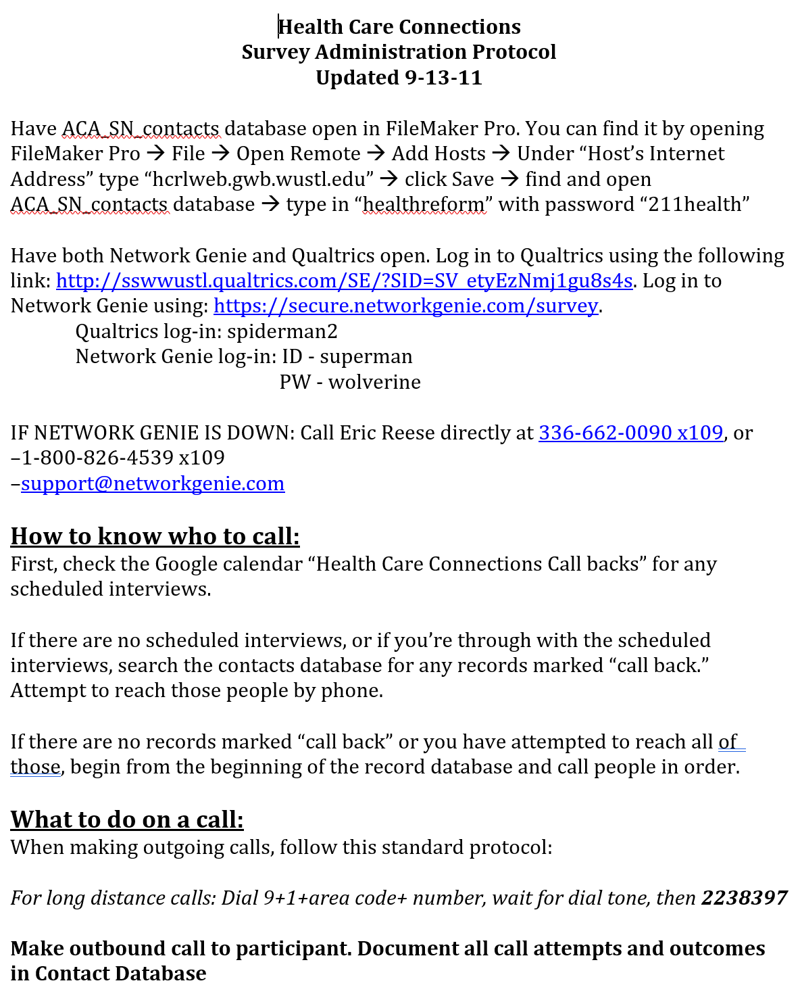 Health Care Connections
Survey Administration Protocol
Updated 9-13-11
Have ACA_SN_contacts database open in FileMaker Pro. You can find it by opening
FileMaker Pro → File → Open Remote → Add Hosts → Under “Host’s Internet
Address” type “hcrlweb.gwb.wustl.edu” → click Save → find and open
ACA_SN_contacts database → type in “healthreform” with password “211health”
Have both Network Genie and Qualtrics open. Log in to Qualtrics using the following
link: http://sswwustl.qualtrics.com/SE/?SID=SV_etyEzNmj1gu8s4s. Log in to
Network Genie using: https://secure.networkgenie.com/survey.
Qualtrics log-in: spiderman2
Network Genie log-in: ID - superman
PW - wolverine
IF NETWORK GENIE IS DOWN: Call Eric Reese directly at 336-662-0090 x109, or
–1-800-826-4539 x109
–support@networkgenie.com
How to know who to call:
First, check the Google calendar “Health Care Connections Call backs” for any
scheduled interviews.
If there are no scheduled interviews, or if you’re through with the scheduled
interviews, search the contacts database for any records marked “call back.”
Attempt to reach those people by phone.
If there are no records marked “call back” or you have attempted to reach all of
those, begin from the beginning of the record database and call people in order.
What to do on a call:
When making outgoing calls, follow this standard protocol:
For long distance calls: Dial 9+1+area code+ number, wait for dial tone, then 2238397
Make outbound call to participant. Document all call attempts and outcomes
in Contact Database